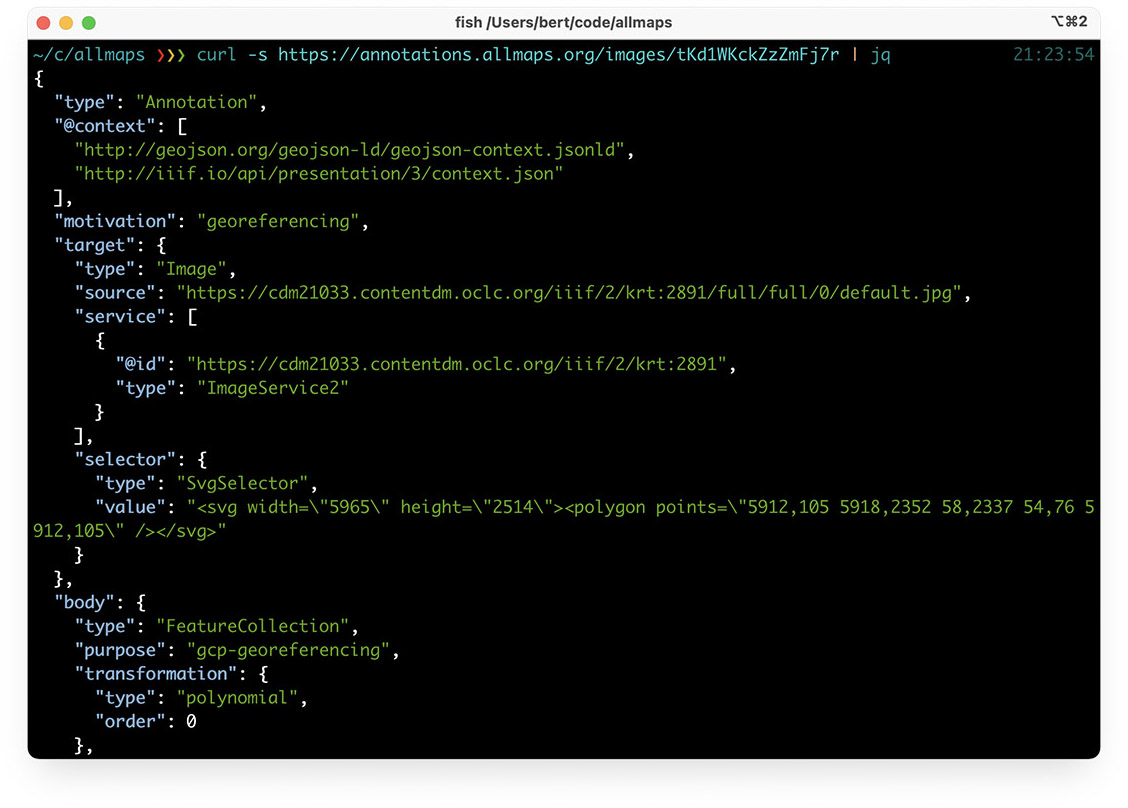 fish /Users/bert/code/allmaps
⌥⌘2
~/c/allmaps ❯❯❯ curl -s https://annotations.allmaps.org/images/tKd1WKckZzZmFj7r | jq 21:23:54
{
  "type": "Annotation",
  "@context": [
    "http://geojson.org/geojson-ld/geojson-context.jsonld",
    "http://iiif.io/api/presentation/3/context.json"
  ],
  "motivation": "georeferencing",
  "target": {
    "type": "Image",
    "source": "https://cdm21033.contentdm.oclc.org/iiif/2/krt:2891/full/full/0/default.jpg",
    "service": [
      {
        "@id": "https://cdm21033.contentdm.oclc.org/iiif/2/krt:2891",
        "type": "ImageService2"
      }
    ],
    "selector": {
      "type": "SvgSelector",
      "value": "<svg width=\"5965\" height=\"2514\"><polygon points=\"5912,105 5918,2352 58,2337 54,76 5
912,105\" /></svg>"
    }
  },
  "body": {
    "type": "FeatureCollection",
    "purpose": "gcp-georeferencing",
    "transformation": {
      "type": "polynomial",
      "order": 0
    },